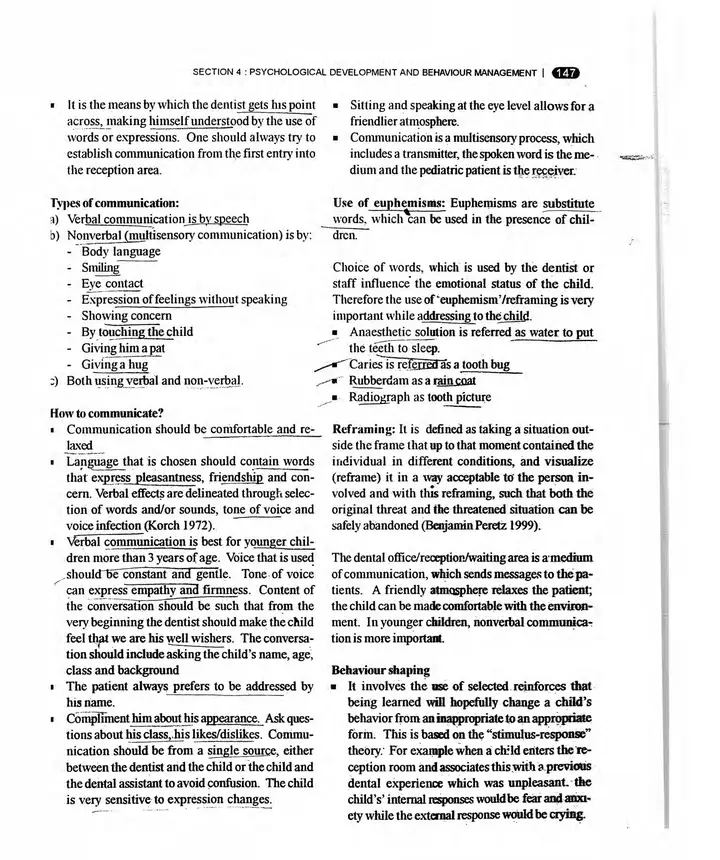 SECTION 4 : PSYCHOLOGICAL DEVELOPMENT AND BEHAVIOUR MANAGEMENT | 147
▪ It is the means by which the dentist gets his point
across, making himself understood by the use of
words or expressions. One should always try to
establish communication from the first entry into
the reception area.
Types of communication:
a) Verbal communication is by speech
b) Nonverbal (multisensory communication) is by:
- Body language
- Smiling
- Eye contact
- Expression of feelings without speaking
- Showing concern
- By touching the child
- Giving him a pat
- Giving a hug
c) Both using verbal and non-verbal.
How to communicate?
▪ Communication should be comfortable and re-
laxed
▪ Language that is chosen should contain words
that express pleasantness, friendship and con-
cern. Verbal effects are delineated through selec-
tion of words and/or sounds, tone of voice and
voice infection (Korch 1972).
▪ Verbal communication is best for younger chil-
dren more than 3 years of age. Voice that is used
should be constant and gentle. Tone of voice
can express empathy and firmness. Content of
the conversation should be such that from the
very beginning the dentist should make the child
feel that we are his well wishers. The conversa-
tion should include asking the child's name, age,
class and background
▪ The patient always prefers to be addressed by
his name.
▪ Compliment him about his appearance. Ask ques-
tions about his class, his likes/dislikes. Commu-
nication should be from a single source, either
between the dentist and the child or the child and
the dental assistant to avoid confusion. The child
is very sensitive to expression changes.
▪ Sitting and speaking at the eye level allows for a
friendlier atmosphere.
▪ Communication is a multisensory process, which
includes a transmitter, the spoken word is the me-
dium and the pediatric patient is the receiver.
Use of euphemisms: Euphemisms are substitute
words, which can be used in the presence of chil-
dren.
Choice of words, which is used by the dentist or
staff influence the emotional status of the child.
Therefore the use of 'euphemism'/reframing is very
important while addressing to the child.
▪ Anaesthetic solution is referred as water to put
the teeth to sleep.
▪ Caries is referred as a tooth bug
▪ Rubberdam as a rain coat
▪ Radiograph as tooth picture
Reframing: It is defined as taking a situation out-
side the frame that up to that moment contained the
individual in different conditions, and visualize
(reframe) it in a way acceptable to the person in-
volved and with this reframing, such that both the
original threat and the threatened situation can be
safely abandoned (Benjamin Peretz 1999).
The dental office/reception/waiting area is a medium
of communication, which sends messages to the pa-
tients. A friendly atmosphere relaxes the patient;
the child can be made comfortable with the environ-
ment. In younger children, nonverbal communica-
tion is more important.
Behaviour shaping
▪ It involves the use of selected reinforces that
being learned will hopefully change a child's
behavior from an inappropriate to an appropriate
form. This is based on the "stimulus-response"
theory. For example when a child enters the re-
ception room and associates this with a previous
dental experience which was unpleasant. the
child's' internal responses would be fear and anxi-
ety while the external response would be crying.